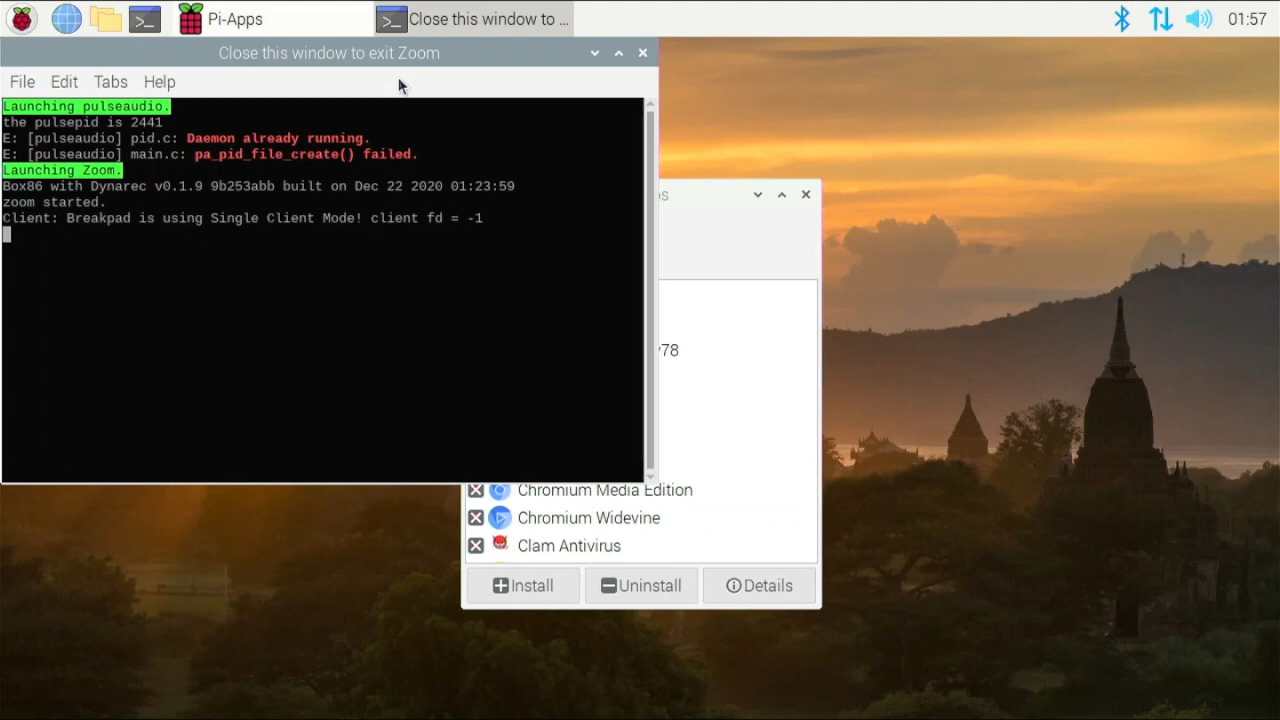 Pi-Apps
Close this window to ...
01:57
Close this window to exit Zoom
File Edit Tabs Help
Launching pulseaudio.
the pulsepid is 2441
E: [pulseaudio] pid.c: Daemon already running.
E: [pulseaudio] main.c: pa_pid_file_create() failed.
Launching Zoom.
Box86 with Dynarec v0.1.9 9b253abb built on Dec 22 2020 01:23:59
zoom started.
Client: Breakpad is using Single Client Mode! client fd = -1
Chromium Media Edition
Chromium Widevine
Clam Antivirus
Install Uninstall Details